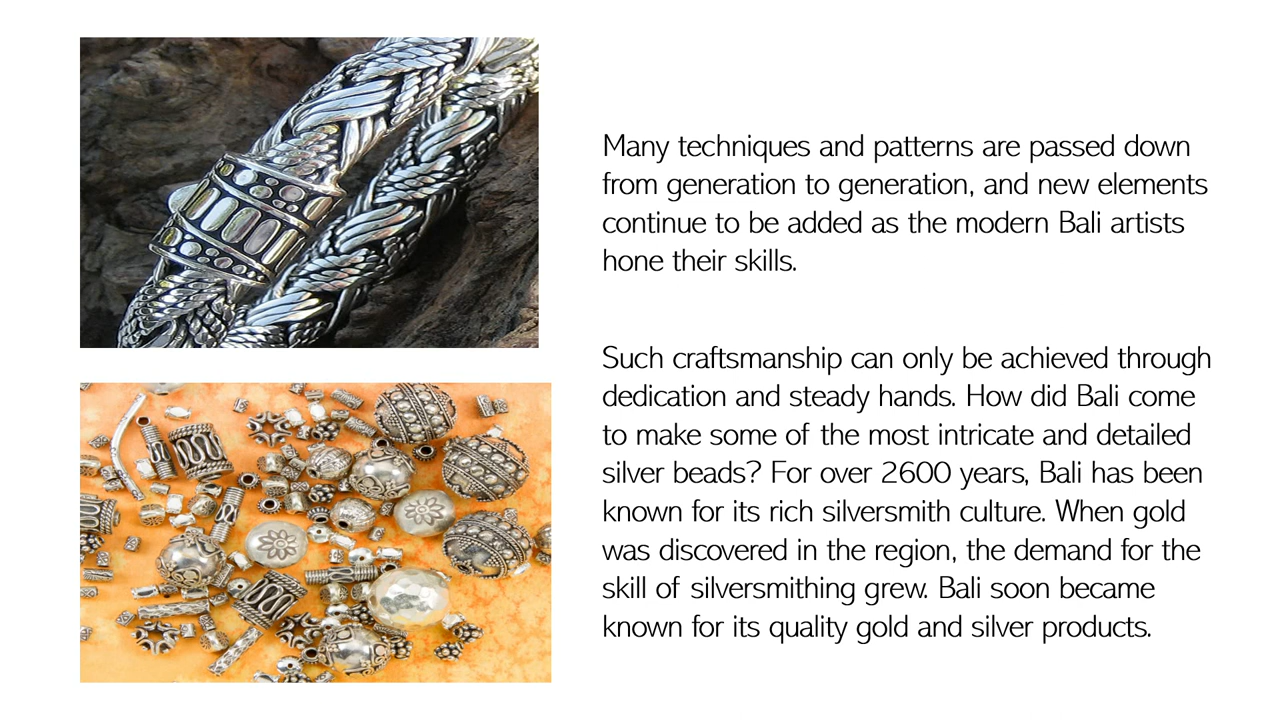 Many techniques and patterns are passed down
from generation to generation, and new elements
continue to be added as the modern Bali artists
hone their skills.
Such craftsmanship can only be achieved through
dedication and steady hands. How did Bali come
to make some of the most intricate and detailed
silver beads? For over 2600 years, Bali has been
known for its rich silversmith culture. When gold
was discovered in the region, the demand for the
skill of silversmithing grew. Bali soon became
known for its quality gold and silver products.